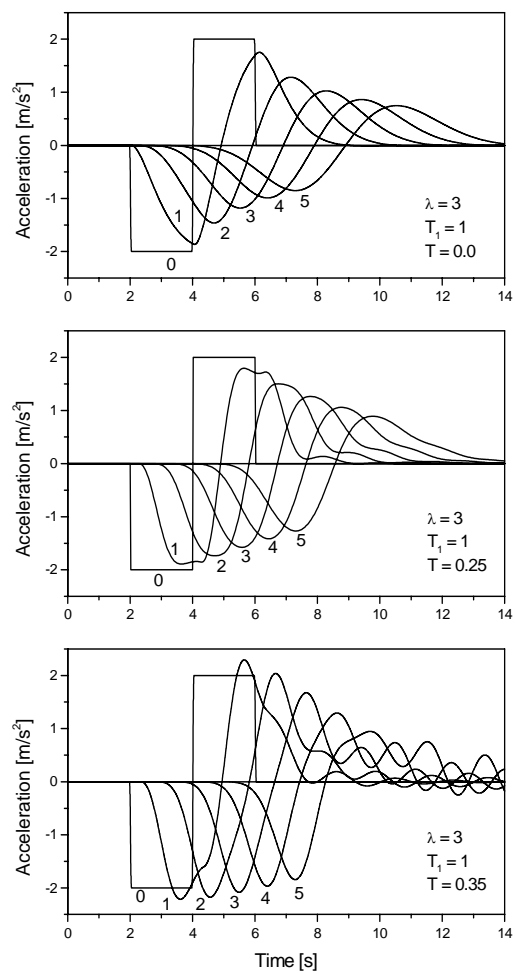 2
1
0
-1
-2
Acceleration [m/s²]
0
1
2
3
4
5
λ = 3
T₁ = 1
T = 0.0
0 2 4 6 8 10 12 14
2
1
0
-1
-2
Acceleration [m/s²]
0
1
2
3
4
5
λ = 3
T₁ = 1
T = 0.25
0 2 4 6 8 10 12 14
2
1
0
-1
-2
Acceleration [m/s²]
0
1
2
3
4
5
λ = 3
T₁ = 1
T = 0.35
0 2 4 6 8 10 12 14
Time [s]